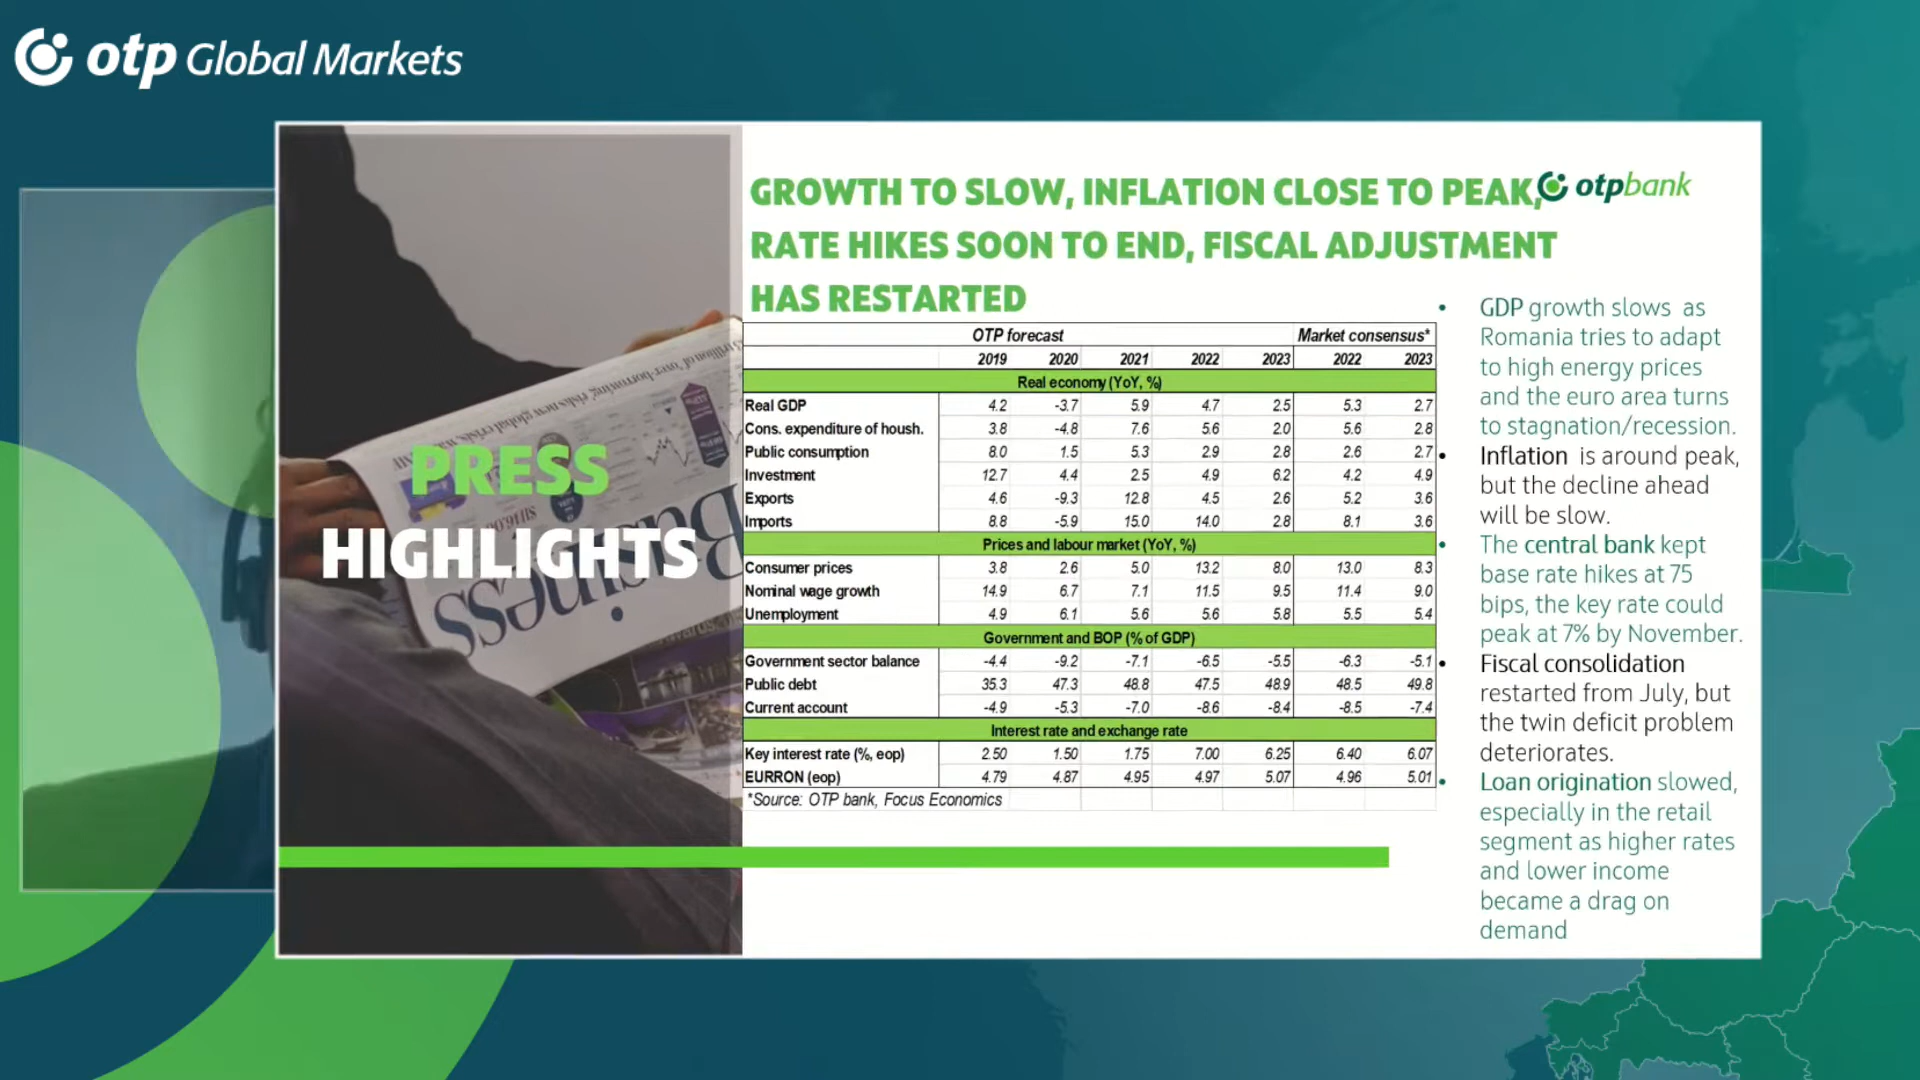 otp Global Markets
PRESS
HIGHLIGHTS
Business
GROWTH TO SLOW, INFLATION CLOSE TO PEAK,
RATE HIKES SOON TO END, FISCAL ADJUSTMENT
HAS RESTARTED
otpbank
OTP forecast Market consensus*
2019 2020 2021 2022 2023 2022 2023
Real economy (YoY, %)
Real GDP 4.2 -3.7 5.9 4.7 2.5 5.3 2.7
Cons. expenditure of housh. 3.8 -4.8 7.6 5.6 2.0 5.6 2.8
Public consumption 8.0 1.5 5.3 2.9 2.8 2.6 2.7
Investment 12.7 4.4 2.5 4.9 6.2 4.2 4.9
Exports 4.6 -9.3 12.8 4.5 2.6 5.2 3.6
Imports 8.8 -5.9 15.0 14.0 2.8 8.1 3.6
Prices and labour market (YoY, %)
Consumer prices 3.8 2.6 5.0 13.2 8.0 13.0 8.3
Nominal wage growth 14.9 6.7 7.1 11.5 9.5 11.4 9.0
Unemployment 4.9 6.1 5.6 5.6 5.8 5.5 5.4
Government and BOP (% of GDP)
Government sector balance -4.4 -9.2 -7.1 -6.5 -5.5 -6.3 -5.1
Public debt 35.3 47.3 48.8 47.5 48.9 48.5 49.8
Current account -4.9 -5.3 -7.0 -8.6 -8.4 -8.5 -7.4
Interest rate and exchange rate
Key interest rate (%, eop) 2.50 1.50 1.75 7.00 6.25 6.40 6.07
EURRON (eop) 4.79 4.87 4.95 4.97 5.07 4.96 5.01
*Source: OTP bank, Focus Economics
• GDP growth slows as
Romania tries to adapt
to high energy prices
and the euro area turns
to stagnation/recession.
• Inflation is around peak,
but the decline ahead
will be slow.
• The central bank kept
base rate hikes at 75
bips, the key rate could
peak at 7% by November.
• Fiscal consolidation
restarted from July, but
the twin deficit problem
deteriorates.
• Loan origination slowed,
especially in the retail
segment as higher rates
and lower income
became a drag on
demand